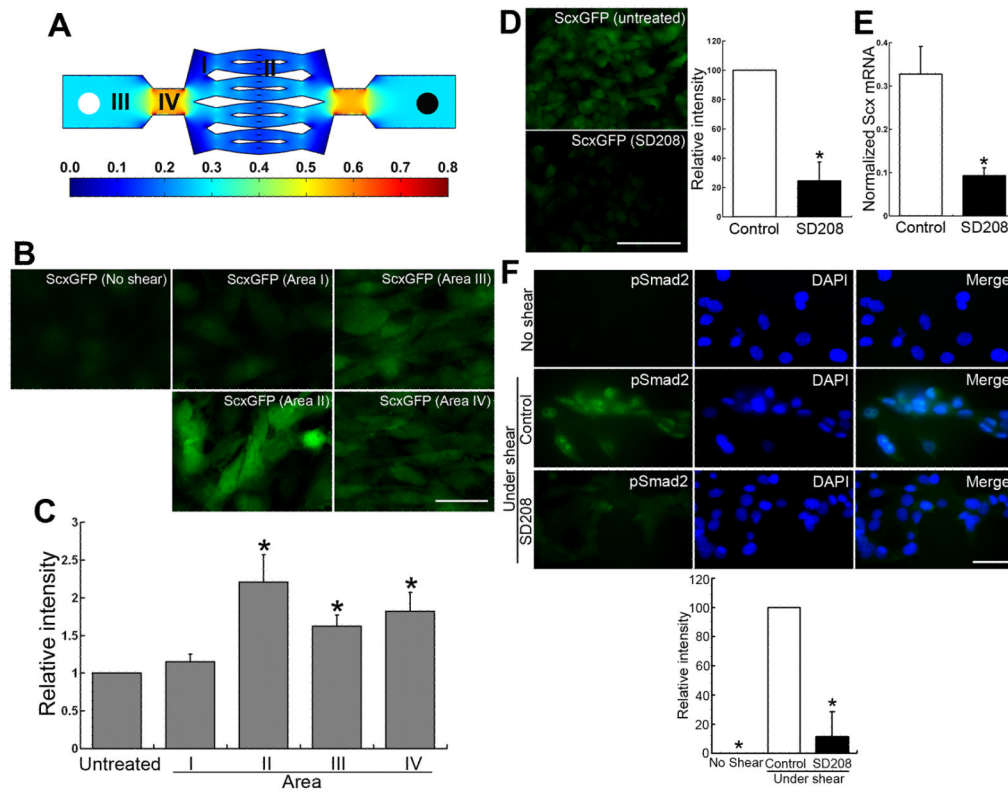 A
I
II
III
IV
0.0 0.1 0.2 0.3 0.4 0.5 0.6 0.7 0.8
B
ScxGFP (No shear)
ScxGFP (Area I)
ScxGFP (Area III)
ScxGFP (Area II)
ScxGFP (Area IV)
C
Relative intensity
3
2.5
2
1.5
1
0.5
0
* * *
Untreated I II III IV
Area
D
ScxGFP (untreated)
ScxGFP (SD208)
Relative intensity
120
100
80
60
40
20
0
*
Control SD208
E
Normalized Scx mRNA
0.4
0.3
0.2
0.1
0
*
Control SD208
F
No shear
pSmad2 DAPI Merge
Under shear
Control
pSmad2 DAPI Merge
SD208
pSmad2 DAPI Merge
Relative intensity
120
100
80
60
40
20
0
* *
No Shear Control SD208
Under shear